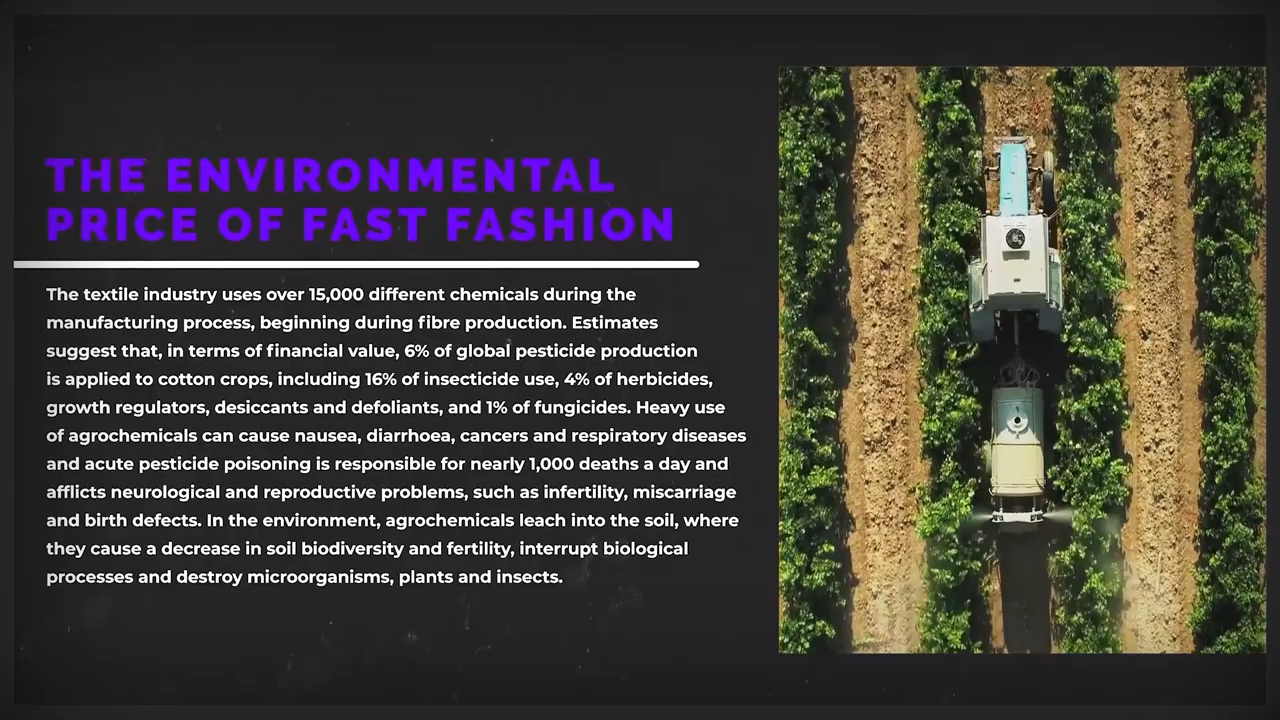 THE ENVIRONMENTAL
PRICE OF FAST FASHION
The textile industry uses over 15,000 different chemicals during the
manufacturing process, beginning during fibre production. Estimates
suggest that, in terms of financial value, 6% of global pesticide production
is applied to cotton crops, including 16% of insecticide use, 4% of herbicides,
growth regulators, desiccants and defoliants, and 1% of fungicides. Heavy use
of agrochemicals can cause nausea, diarrhoea, cancers and respiratory diseases
and acute pesticide poisoning is responsible for nearly 1,000 deaths a day and
afflicts neurological and reproductive problems, such as infertility, miscarriage
and birth defects. In the environment, agrochemicals leach into the soil, where
they cause a decrease in soil biodiversity and fertility, interrupt biological
processes and destroy microorganisms, plants and insects.